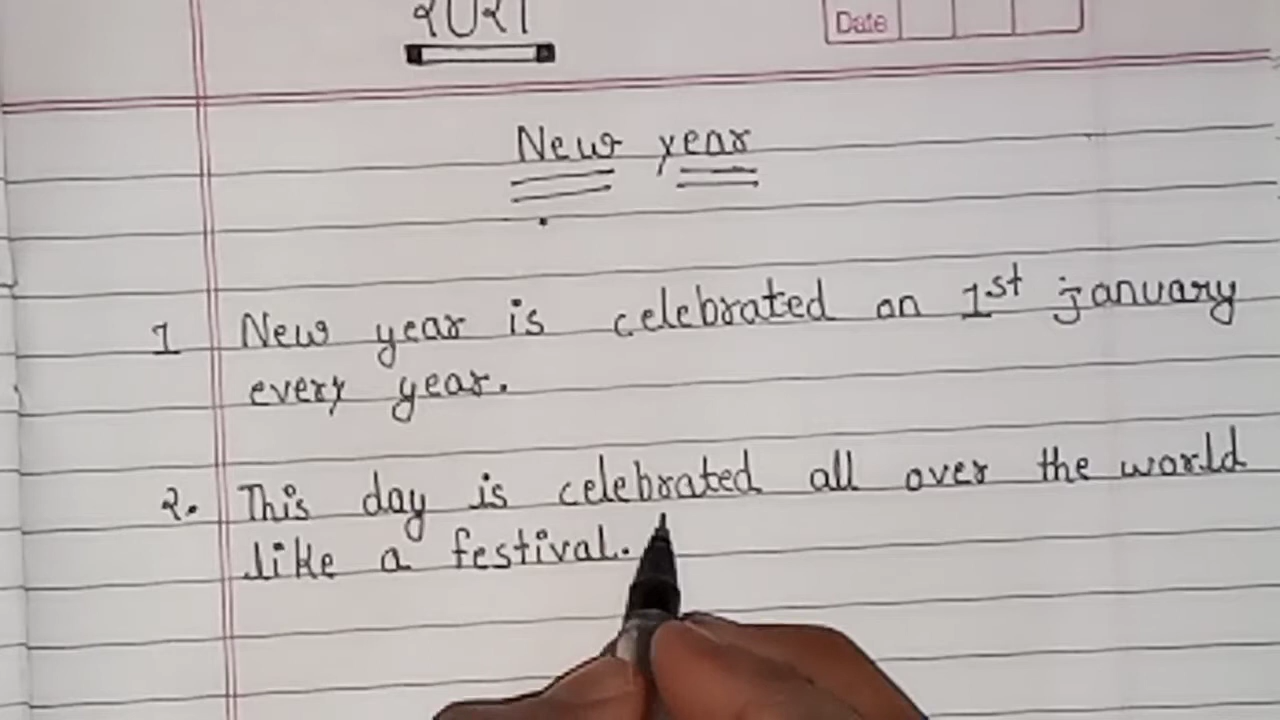 2021
Date
New year
1 New year is celebrated on 1st january
every year.
2. This day is celebrated all over the world
like a festival.